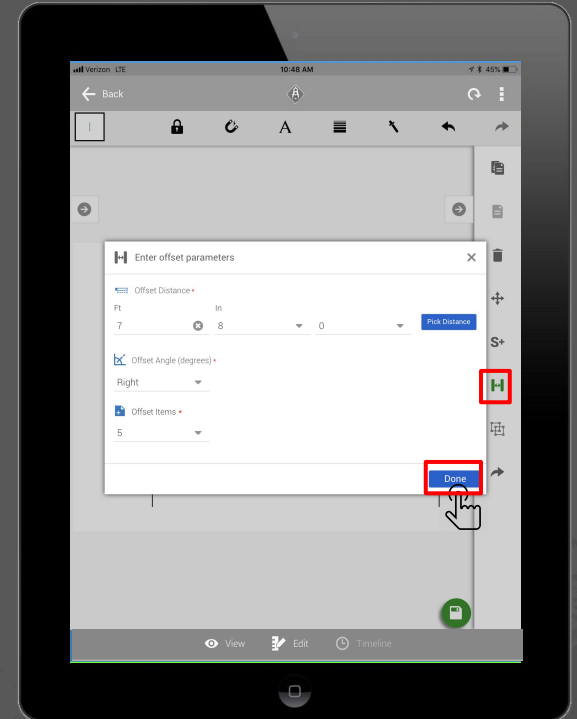 Verizon LTE 10:48 AM 45%
Back
A
A
S+
Enter offset parameters
Offset Distance *
Ft In
7 8 0 Pick Distance
Offset Angle (degrees) *
Right
Offset Items *
5
Done
View Edit Timeline